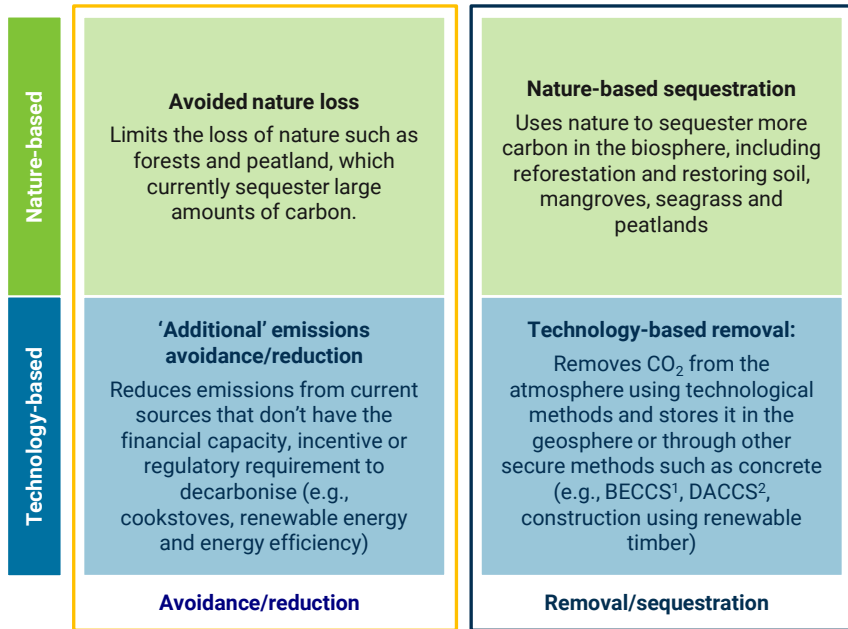 Nature-based
Avoided nature loss
Limits the loss of nature such as
forests and peatland, which
currently sequester large
amounts of carbon.
Nature-based sequestration
Uses nature to sequester more
carbon in the biosphere, including
reforestation and restoring soil,
mangroves, seagrass and
peatlands
Technology-based
‘Additional’ emissions
avoidance/reduction
Reduces emissions from current
sources that don’t have the
financial capacity, incentive or
regulatory requirement to
decarbonise (e.g.,
cookstoves, renewable energy
and energy efficiency)
Technology-based removal:
Removes CO₂ from the
atmosphere using technological
methods and stores it in the
geosphere or through other
secure methods such as concrete
(e.g., BECCS¹, DACCS²,
construction using renewable
timber)
Avoidance/reduction
Removal/sequestration